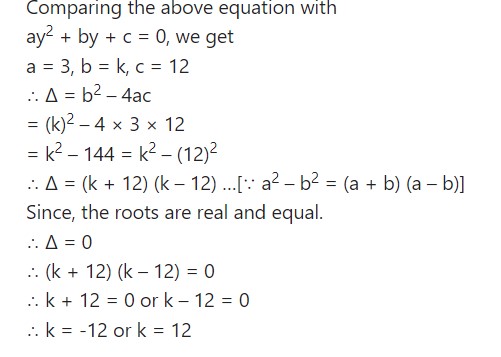 Comparing the above equation with
ay² + by + c = 0, we get
a = 3, b = k, c = 12
∴ Δ = b² – 4ac
= (k)² – 4 × 3 × 12
= k² – 144 = k² – (12)²
∴ Δ = (k + 12) (k – 12) …[∵ a² – b² = (a + b) (a – b)]
Since, the roots are real and equal.
∴ Δ = 0
∴ (k + 12) (k – 12) = 0
∴ k + 12 = 0 or k – 12 = 0
∴ k = -12 or k = 12